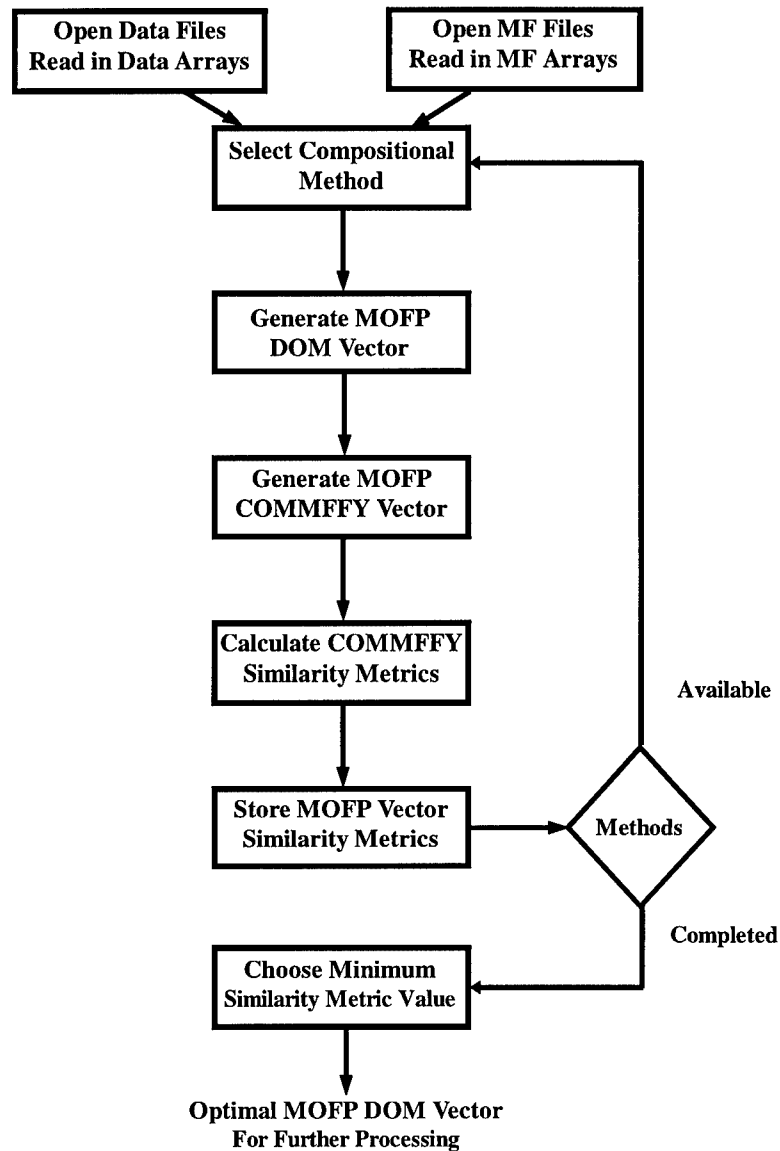 Open Data Files
Read in Data Arrays
Open MF Files
Read in MF Arrays
Select Compositional
Method
Generate MOFP
DOM Vector
Generate MOFP
COMMFFY Vector
Calculate COMMFFY
Similarity Metrics
Available
Store MOFP Vector
Similarity Metrics
Methods
Completed
Choose Minimum
Similarity Metric Value
Optimal MOFP DOM Vector
For Further Processing